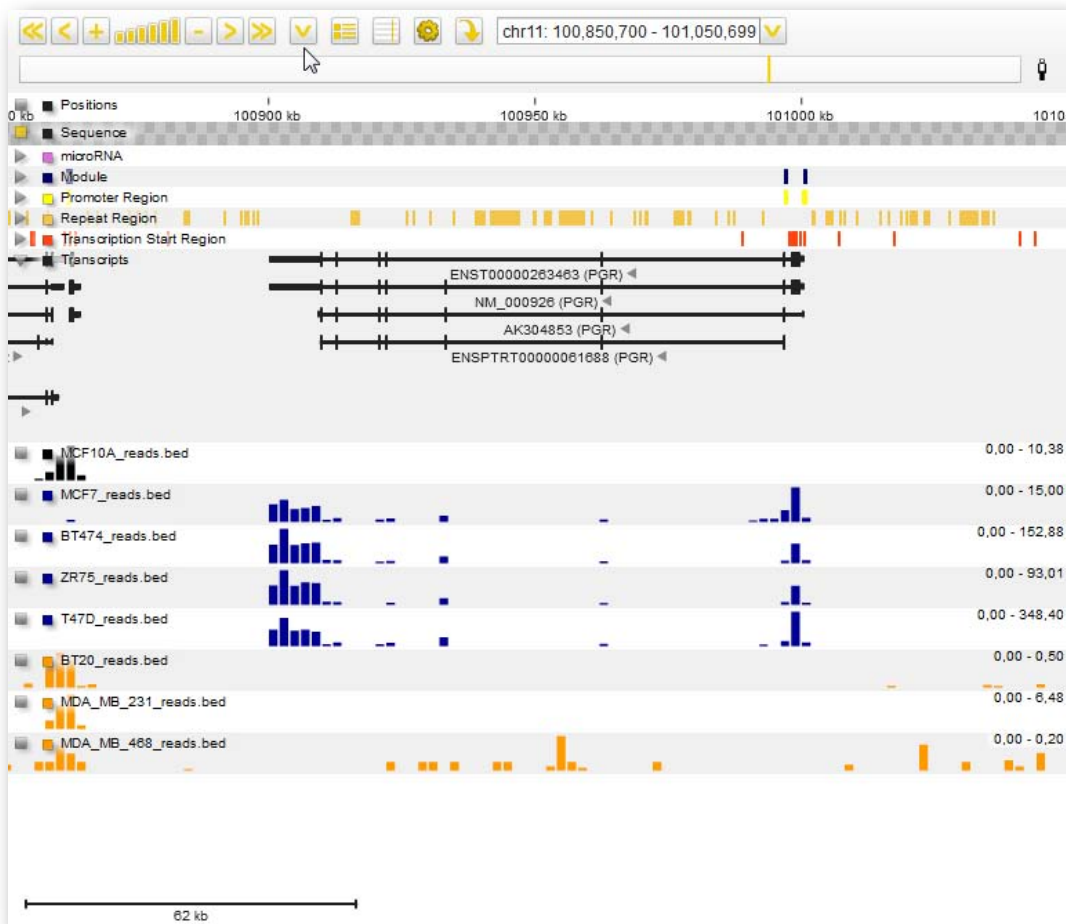 chr11: 100,850,700 - 101,050,699
Positions
0 kb 100900 kb 100950 kb 101000 kb 1010
Sequence
microRNA
Module
Promoter Region
Repeat Region
Transcription Start Region
Transcripts
ENST00000263463 (PGR)
NM_000926 (PGR)
AK304853 (PGR)
ENSPTRT00000061688 (PGR)
MCF10A_reads.bed 0,00 - 10,38
MCF7_reads.bed 0,00 - 15,00
BT474_reads.bed 0,00 - 152,88
ZR75_reads.bed 0,00 - 93,01
T47D_reads.bed 0,00 - 348,40
BT20_reads.bed 0,00 - 0,50
MDA_MB_231_reads.bed 0,00 - 6,48
MDA_MB_468_reads.bed 0,00 - 0,20
62 kb